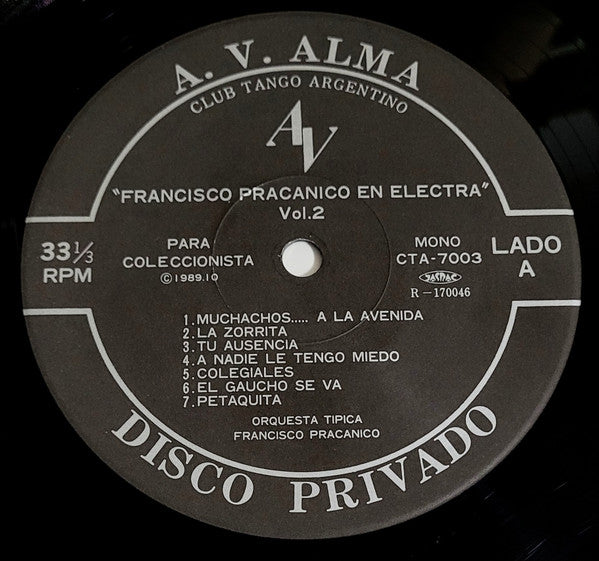 A. V. ALMA
CLUB TANGO ARGENTINO
AV
"FRANCISCO PRACANICO EN ELECTRA"
Vol.2
33 1/3
RPM
PARA
COLECCIONISTA
©1989.10
MONO
CTA-7003
JASRAC
R-170046
LADO
A
1.MUCHACHOS..... A LA AVENIDA
2.LA ZORRITA
3.TU AUSENCIA
4.A NADIE LE TENGO MIEDO
5.COLEGIALES
6.EL GAUCHO SE VA
7.PETAQUITA
ORQUESTA TIPICA
FRANCISCO PRACANICO
DISCO PRIVADO